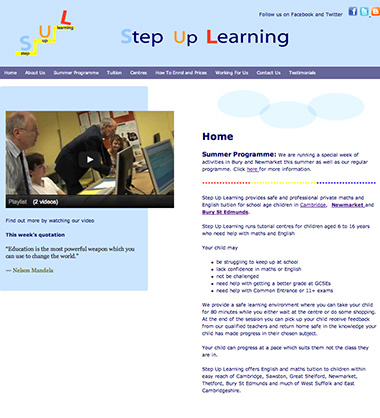 Follow us on Facebook and Twitter
S U L
step up learning
Step Up Learning
Home About Us Summer Programme Tuition Centres How To Enrol and Prices Working For Us Contact Us Testimonials
Playlist (2 videos)
Find out more by watching our video
This week's quotation
"Education is the most powerful weapon which you
can use to change the world."
— Nelson Mandela
Home
Summer Programme: We are running a special week of
activities in Bury and Newmarket this summer as well as our regular
programme. Click here for more information.
Step Up Learning provides safe and professional private maths and
English tuition for school age children in Cambridge, Newmarket and
Bury St Edmunds.
Step Up Learning runs tutorial centres for children aged 6 to 16 years
who need help with maths and English
Your child may
• be struggling to keep up at school
• lack confidence in maths or English
• not be challenged
• need help with getting a better grade at GCSEs
• need help with Common Entrance or 11+ exams
We provide a safe learning environment where you can take your child
for 80 minutes while you either wait at the centre or do some shopping.
At the end of the session you can pick up your child receive feedback
from our qualified teachers and return home safe in the knowledge your
child has made progress in their chosen subject.
Your child can progress at a pace which suits them not the class they
are in.
Step Up Learning offers English and maths tuition to children within
easy reach of Cambridge, Sawston, Great Shelford, Newmarket,
Thetford, Bury St Edmunds and much of West Suffolk and East
Cambridgeshire.